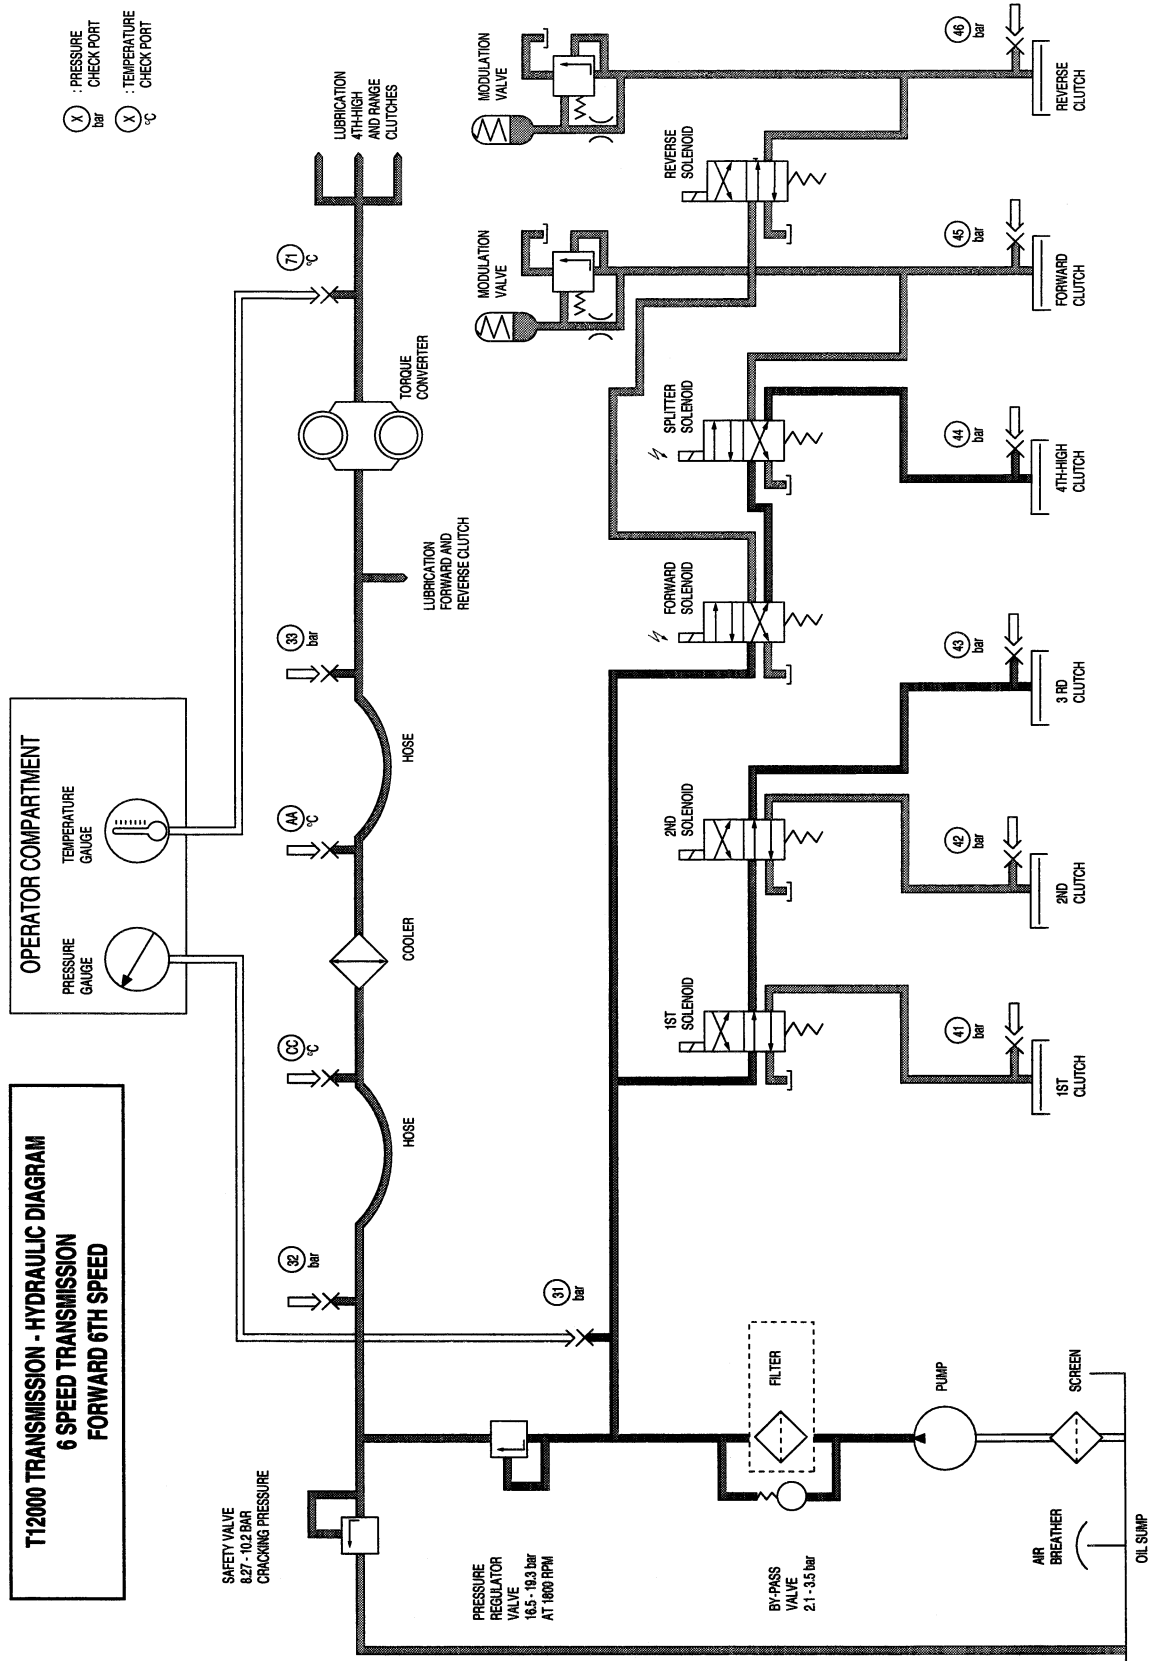 T12000 TRANSMISSION - HYDRAULIC DIAGRAM
6 SPEED TRANSMISSION
FORWARD 6TH SPEED
OPERATOR COMPARTMENT
PRESSURE
GAUGE
TEMPERATURE
GAUGE
X
bar
: PRESSURE
CHECK PORT
X
°C
: TEMPERATURE
CHECK PORT
SAFETY VALVE
8.27 - 10.2 BAR
CRACKING PRESSURE
32
bar
HOSE
CC
°C
COOLER
AA
°C
HOSE
33
bar
LUBRICATION
FORWARD AND
REVERSE CLUTCH
TORQUE
CONVERTER
71
°C
LUBRICATION
4TH-HIGH
AND RANGE
CLUTCHES
PRESSURE
REGULATOR
VALVE
16.5 - 19.3 bar
AT 1800 RPM
31
bar
MODULATION
VALVE
MODULATION
VALVE
1ST
SOLENOID
2ND
SOLENOID
FORWARD
SOLENOID
SPLITTER
SOLENOID
REVERSE
SOLENOID
BY-PASS
VALVE
2.1 - 3.5 bar
FILTER
PUMP
SCREEN
AIR
BREATHER
OIL SUMP
41
bar
42
bar
43
bar
44
bar
45
bar
46
bar
1ST
CLUTCH
2ND
CLUTCH
3 RD
CLUTCH
4TH-HIGH
CLUTCH
FORWARD
CLUTCH
REVERSE
CLUTCH